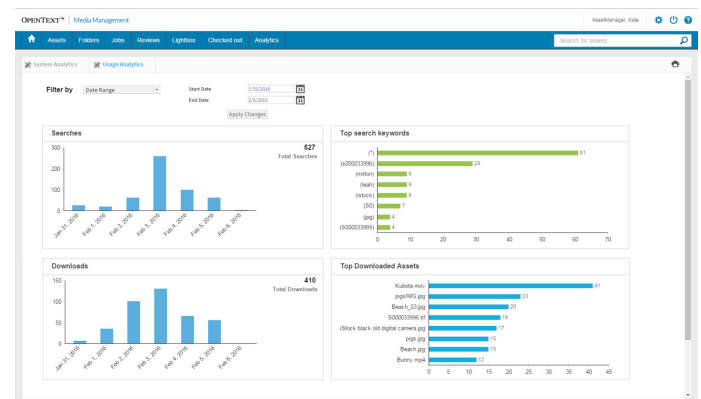 OPENTEXT™ Media Management
AssetManager, Kate
Assets Folders Jobs Reviews Lightbox Checked out Analytics
Search for assets
System Analytics Usage Analytics
Filter by Date Range Start Date 1/31/2016 31
End Date 2/6/2016 31
Apply Changes
Searches
527
Total Searches
300
200
100
0
Jan 31, 2016 Feb 1, 2016 Feb 2, 2016 Feb 3, 2016 Feb 4, 2016 Feb 5, 2016 Feb 6, 2016
Top search keywords
(*) 61
(s000033996) 29
(milton) 9
(leah) 9
(istock) 9
(S0) 7
(jpg) 4
(S000033999) 4
0 10 20 30 40 50 60 70
Downloads
410
Total Downloads
150
100
50
0
Jan 31, 2016 Feb 1, 2016 Feb 2, 2016 Feb 3, 2016 Feb 4, 2016 Feb 5, 2016 Feb 6, 2016
Top Downloaded Assets
Kubota.mov 41
pigsIMG.jpg 23
Beach_03.jpg 20
S000033996.tif 18
iStock black old digital camera.jpg 17
pigs.jpg 15
Beach.jpg 15
Bunny.mp4 12
0 5 10 15 20 25 30 35 40 45